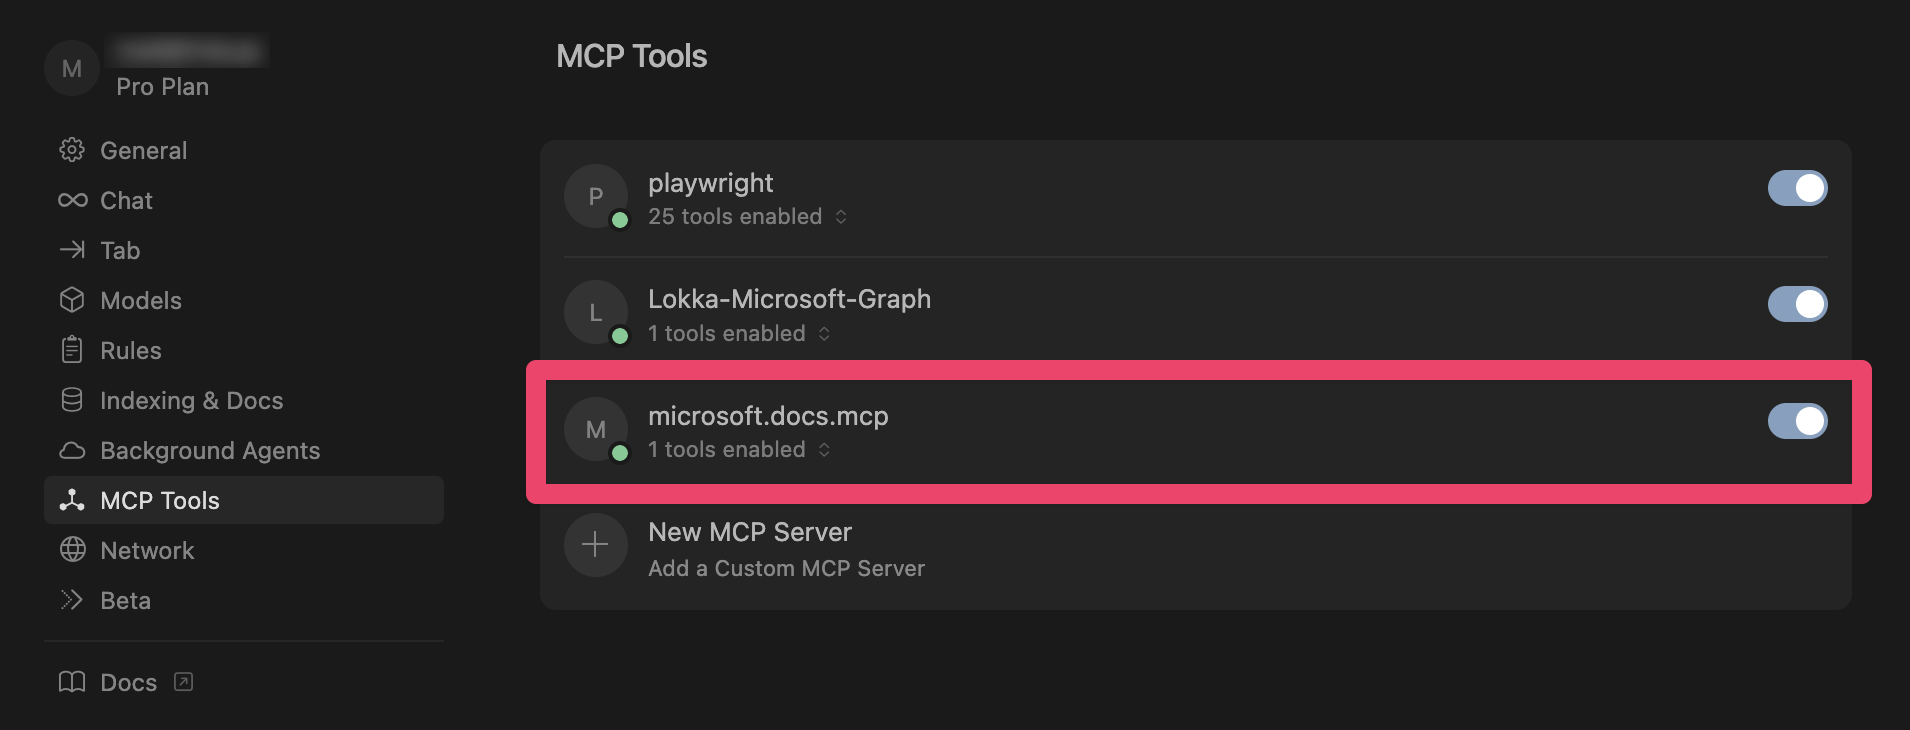 M
Pro Plan
General
Chat
Tab
Models
Rules
Indexing & Docs
Background Agents
MCP Tools
Network
Beta
Docs
MCP Tools
P
playwright
25 tools enabled
L
Lokka-Microsoft-Graph
1 tools enabled
M
microsoft.docs.mcp
1 tools enabled
New MCP Server
Add a Custom MCP Server